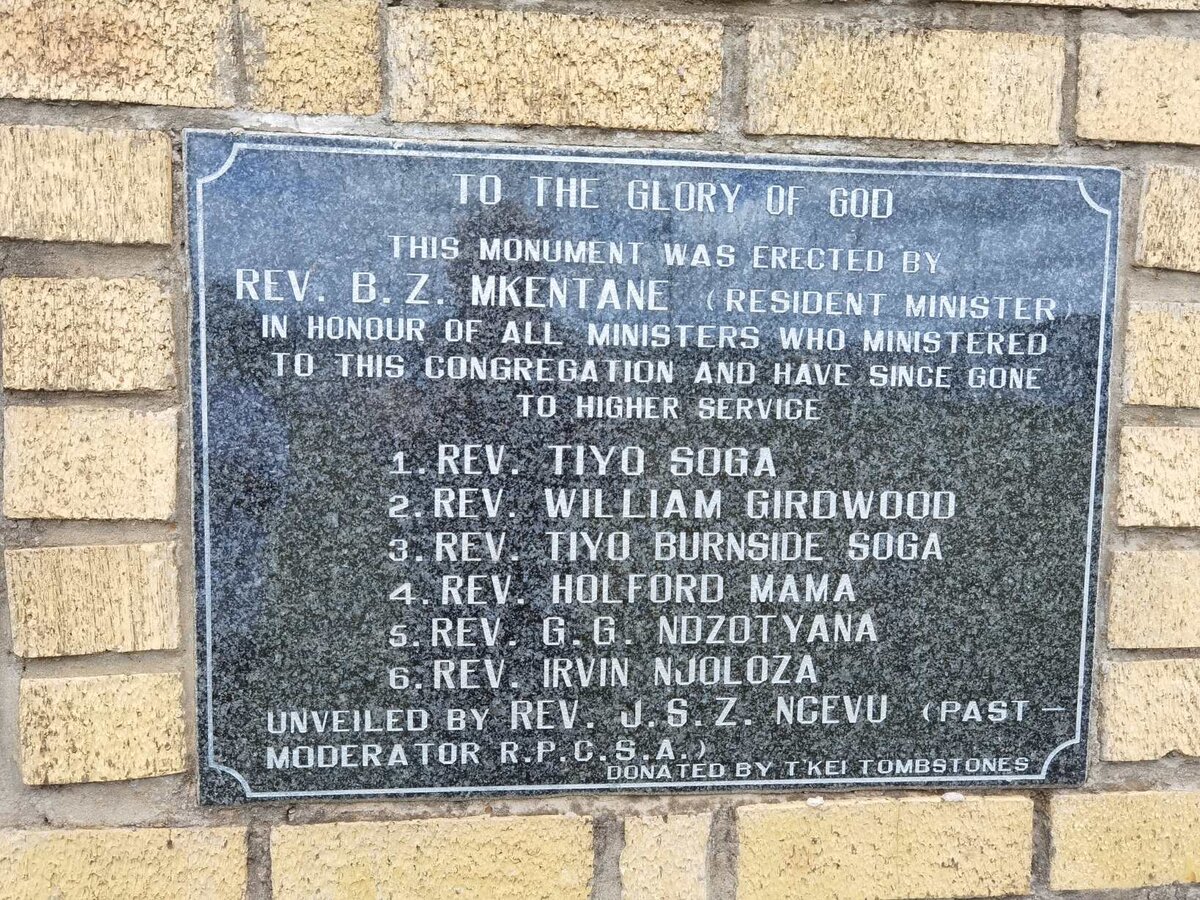 TO THE GLORY OF GOD
THIS MONUMENT WAS ERECTED BY
REV. B. Z. MKENTANE (RESIDENT MINISTER)
IN HONOUR OF ALL MINISTERS WHO MINISTERED
TO THIS CONGREGATION AND HAVE SINCE GONE
TO HIGHER SERVICE
1. REV. TIYO SOGA
2. REV. WILLIAM GIRDWOOD
3. REV. TIYO BURNSIDE SOGA
4. REV. HOLFORD MAMA
5. REV. G.G. NDZOTYANA
6. REV. IRVIN NJOLOZA
UNVEILED BY REV. J.S.Z. NCEVU (PAST –
MODERATOR R.P.C.S.A.)
DONATED BY T'KEI TOMBSTONES